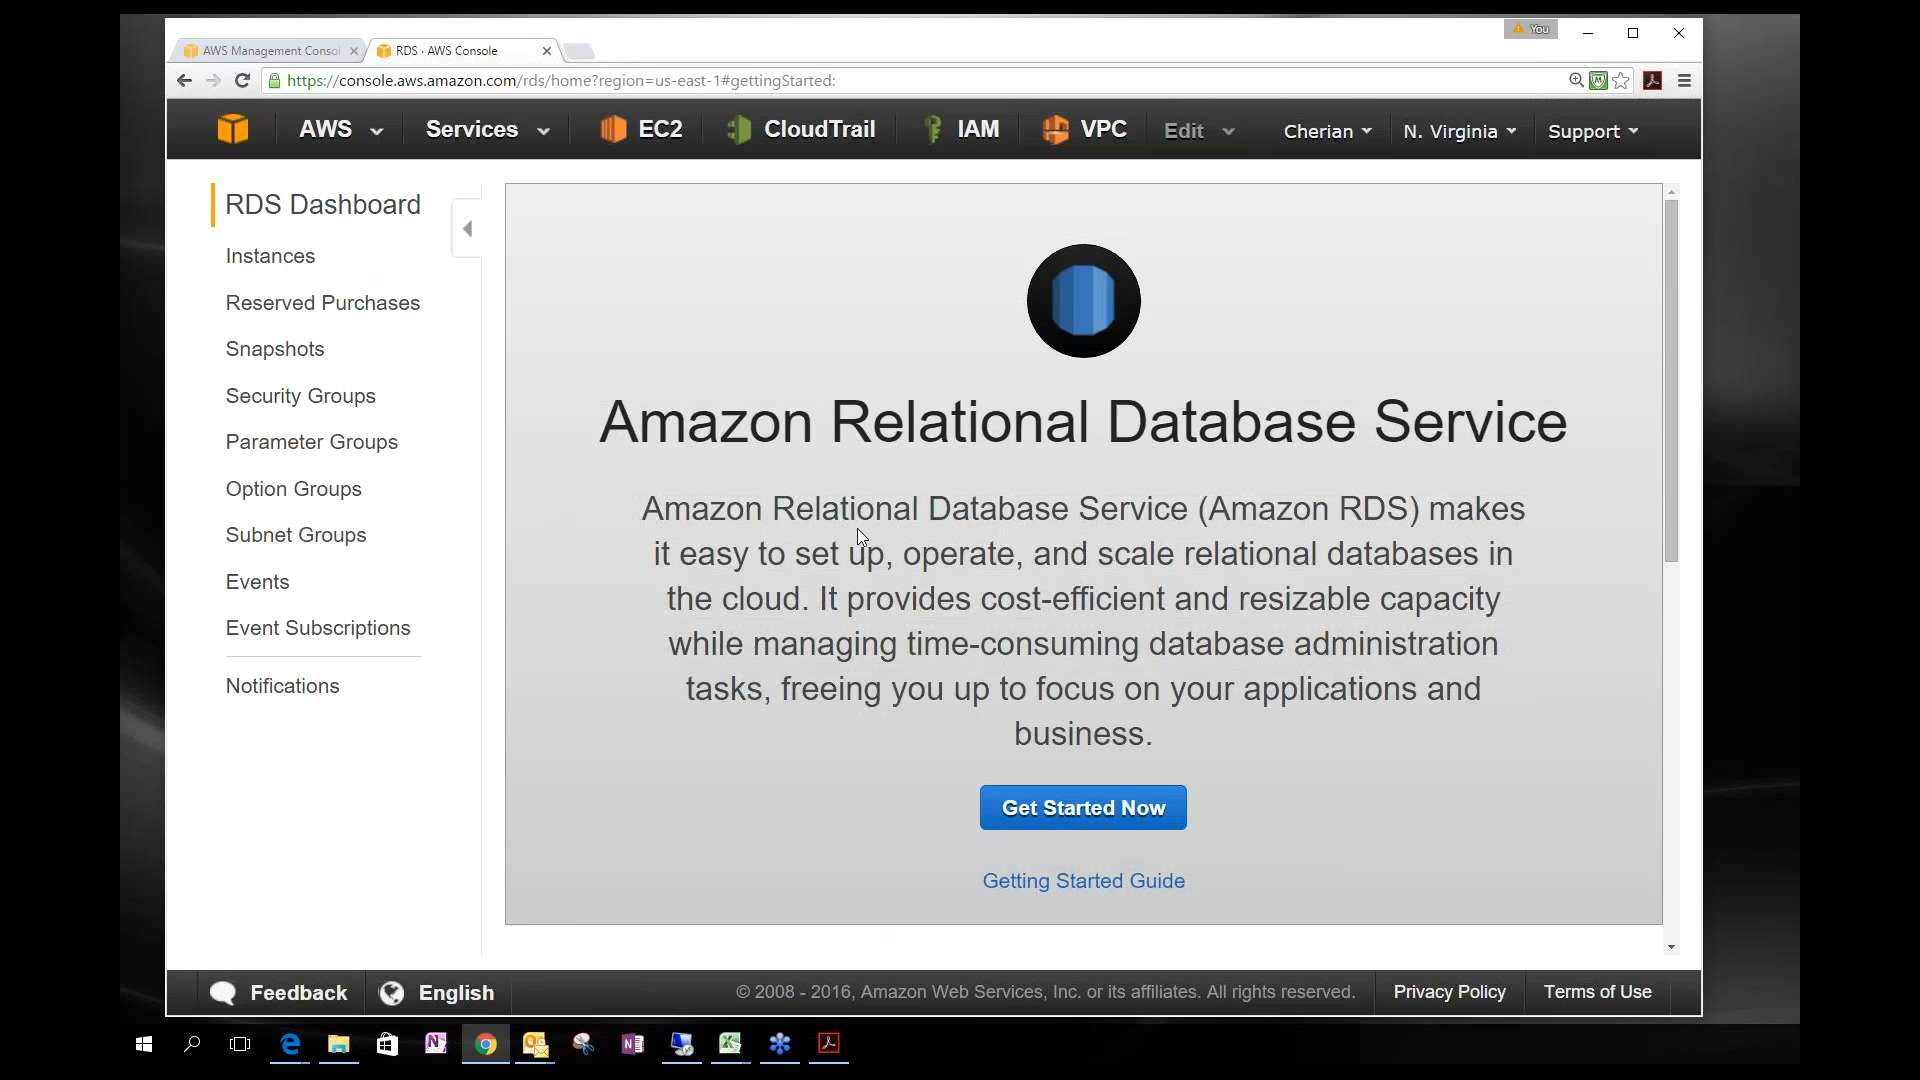 You
AWS Management Consol
RDS · AWS Console
https://console.aws.amazon.com/rds/home?region=us-east-1#gettingStarted:
AWS
Services
EC2
CloudTrail
IAM
VPC
Edit
Cherian
N. Virginia
Support
RDS Dashboard
Instances
Reserved Purchases
Snapshots
Security Groups
Parameter Groups
Option Groups
Subnet Groups
Events
Event Subscriptions
Notifications
Amazon Relational Database Service
Amazon Relational Database Service (Amazon RDS) makes
it easy to set up, operate, and scale relational databases in
the cloud. It provides cost-efficient and resizable capacity
while managing time-consuming database administration
tasks, freeing you up to focus on your applications and
business.
Get Started Now
Getting Started Guide
Feedback
English
© 2008 - 2016, Amazon Web Services, Inc. or its affiliates. All rights reserved.
Privacy Policy
Terms of Use